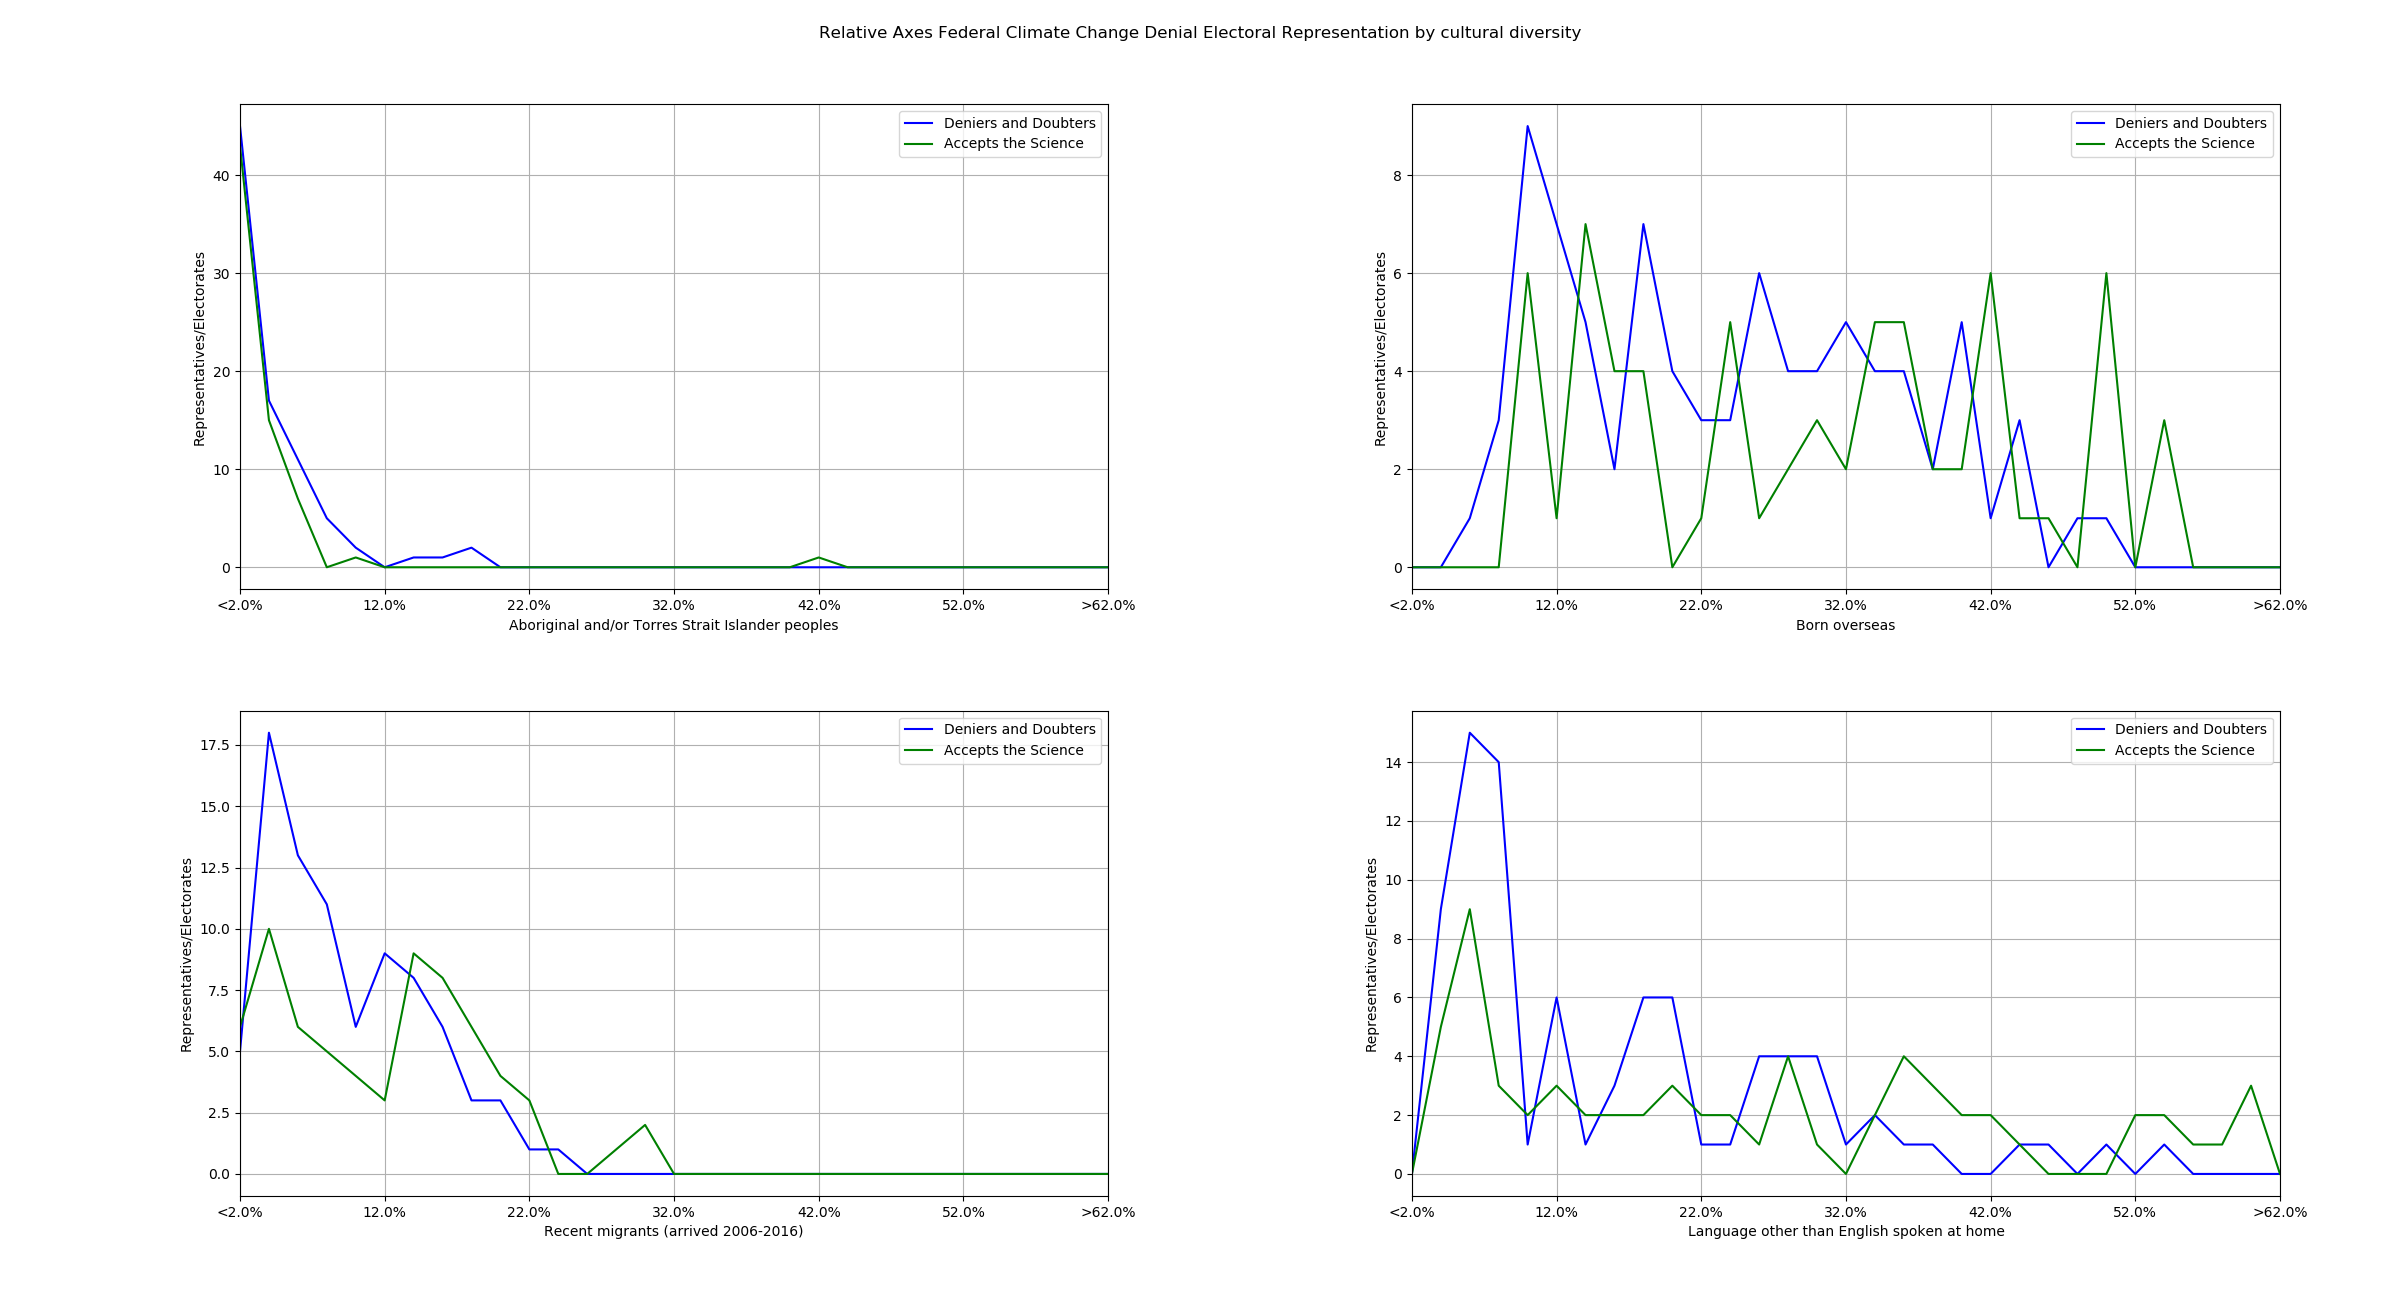 Relative Axes Federal Climate Change Denial Electoral Representation by cultural diversity
Deniers and Doubters
Accepts the Science
40
30
20
10
0
Representatives/Electorates
<2.0% 12.0% 22.0% 32.0% 42.0% 52.0% >62.0%
Aboriginal and/or Torres Strait Islander peoples
Deniers and Doubters
Accepts the Science
8
6
4
2
0
Representatives/Electorates
<2.0% 12.0% 22.0% 32.0% 42.0% 52.0% >62.0%
Born overseas
Deniers and Doubters
Accepts the Science
17.5
15.0
12.5
10.0
7.5
5.0
2.5
0.0
Representatives/Electorates
<2.0% 12.0% 22.0% 32.0% 42.0% 52.0% >62.0%
Recent migrants (arrived 2006-2016)
Deniers and Doubters
Accepts the Science
14
12
10
8
6
4
2
0
Representatives/Electorates
<2.0% 12.0% 22.0% 32.0% 42.0% 52.0% >62.0%
Language other than English spoken at home